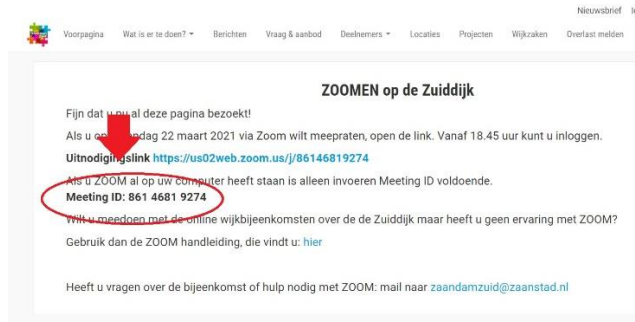 Nieuwsbrief
Voorpagina Wat is er te doen? Berichten Vraag & aanbod Deelnemers Locaties Projecten Wijkzaken Overlast melden
ZOOMEN op de Zuiddijk
Fijn dat u nu al deze pagina bezoekt!
Als u op maandag 22 maart 2021 via Zoom wilt meepraten, open de link. Vanaf 18.45 uur kunt u inloggen.
Uitnodigingslink https://us02web.zoom.us/j/86146819274
Als u ZOOM al op uw computer heeft staan is alleen invoeren Meeting ID voldoende.
Meeting ID: 861 4681 9274
Wilt u meedoen met de online wijkbijeenkomsten over de de Zuiddijk maar heeft u geen ervaring met ZOOM?
Gebruik dan de ZOOM handleiding, die vindt u: hier
Heeft u vragen over de bijeenkomst of hulp nodig met ZOOM: mail naar zaandamzuid@zaanstad.nl